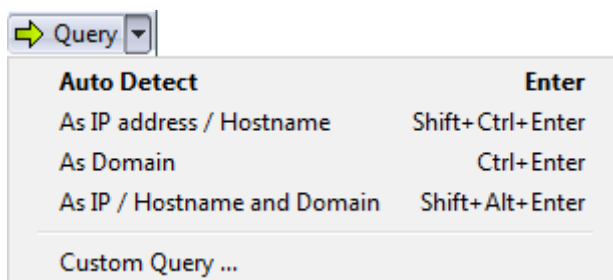 Query
Auto Detect Enter
As IP address / Hostname Shift+Ctrl+Enter
As Domain Ctrl+Enter
As IP / Hostname and Domain Shift+Alt+Enter
Custom Query ...